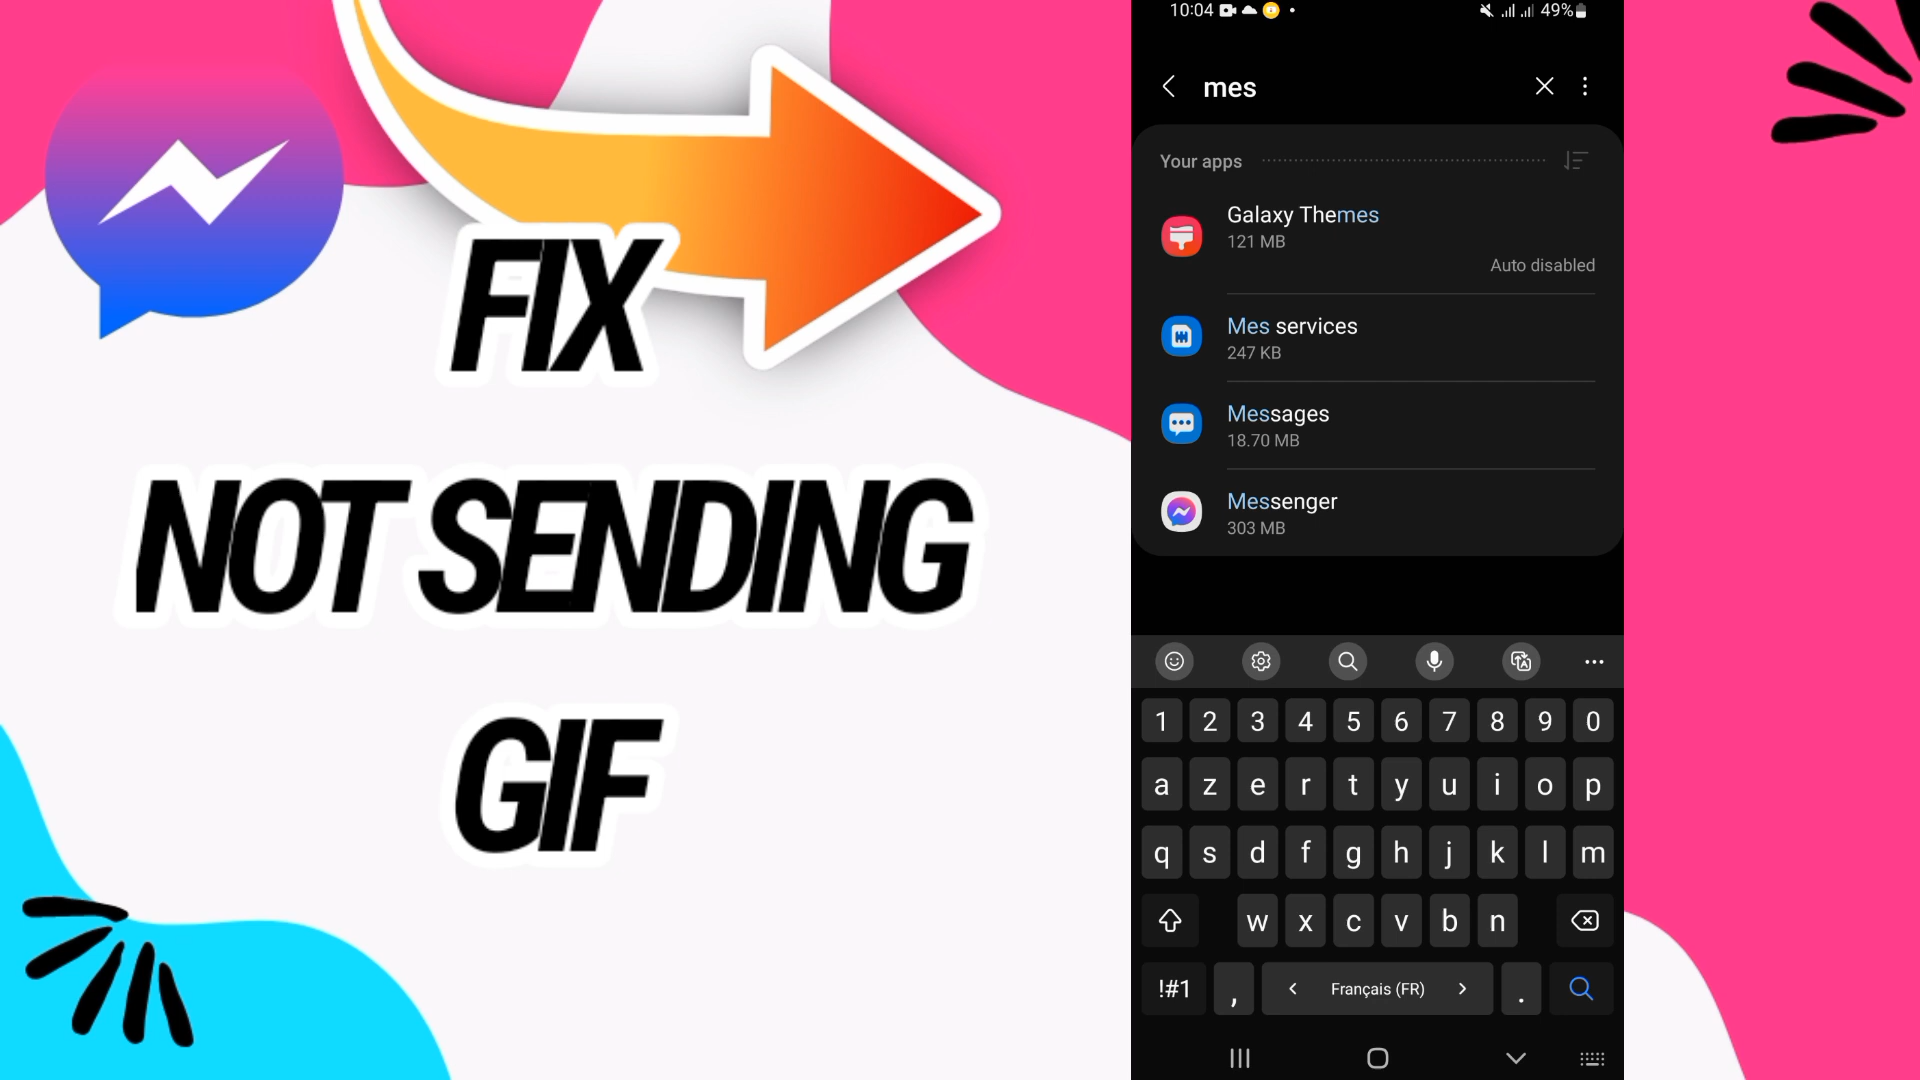 FIX
NOT SENDING
GIF
10:04
49%
mes
Your apps
Galaxy Themes
121 MB
Auto disabled
Mes services
247 KB
Messages
18.70 MB
Messenger
303 MB
1 2 3 4 5 6 7 8 9 0
a z e r t y u i o p
q s d f g h j k l m
w x c v b n
!#1 , < Français (FR) > .